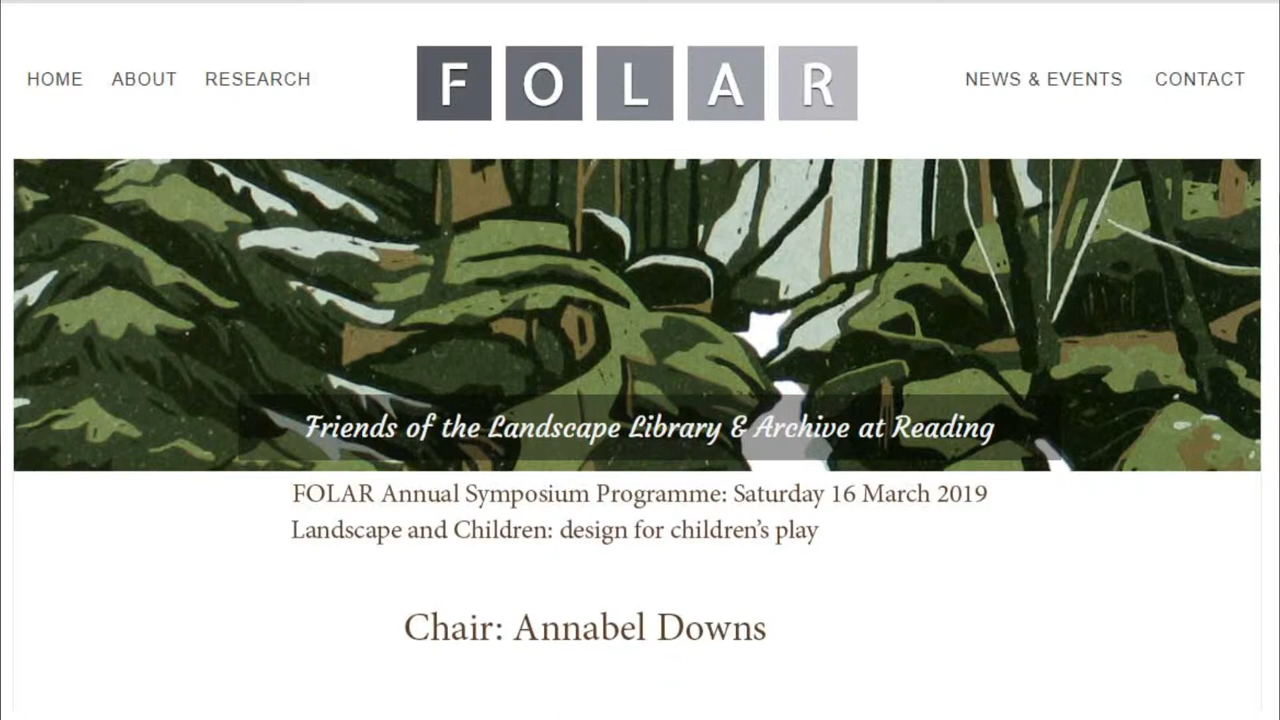 HOME ABOUT RESEARCH FOLAR NEWS & EVENTS CONTACT
Friends of the Landscape Library & Archive at Reading
FOLAR Annual Symposium Programme: Saturday 16 March 2019
Landscape and Children: design for children’s play
Chair: Annabel Downs